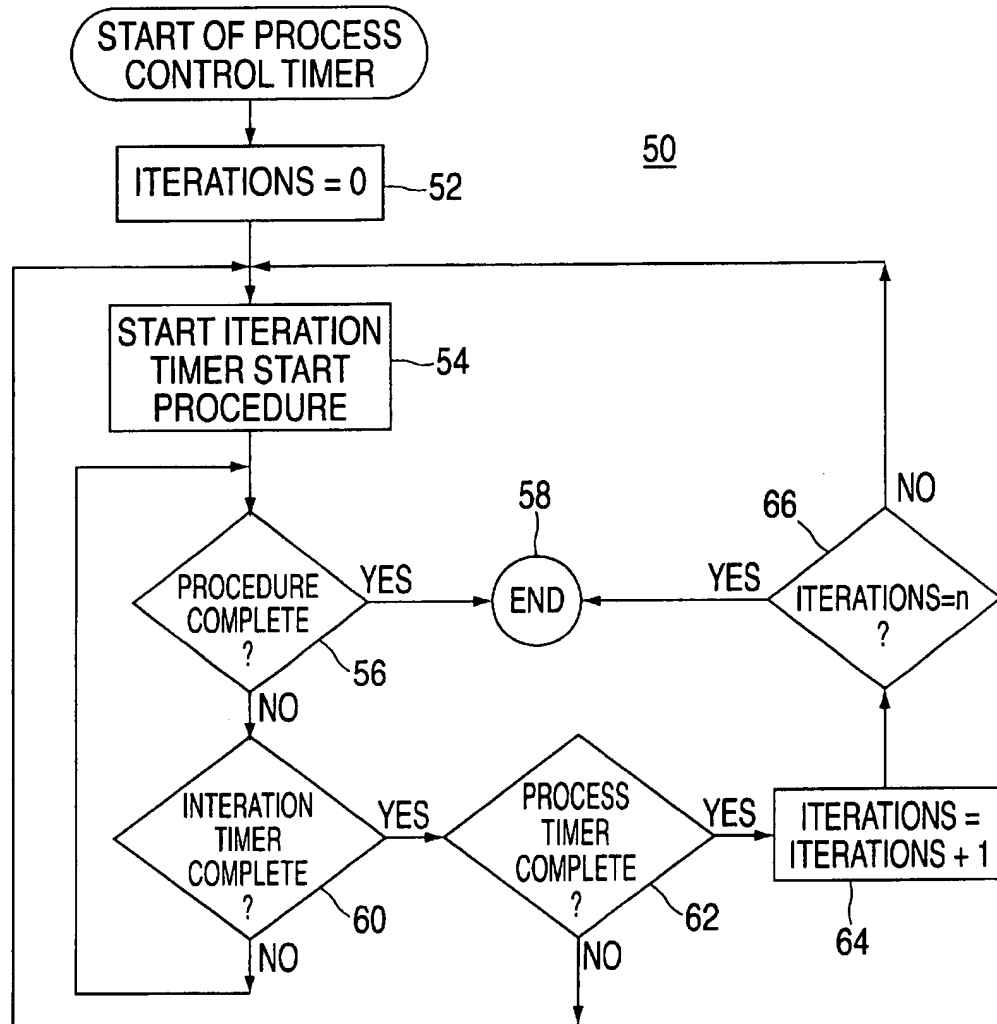 START OF PROCESS
CONTROL TIMER
50
ITERATIONS = 0
52
START ITERATION
TIMER START
PROCEDURE
54
58
END
66
NO
YES
ITERATIONS=n
?
PROCEDURE
COMPLETE
?
YES
56
NO
INTERATION
TIMER
COMPLETE
?
YES
60
NO
PROCESS
TIMER
COMPLETE
?
YES
62
NO
ITERATIONS =
ITERATIONS + 1
64